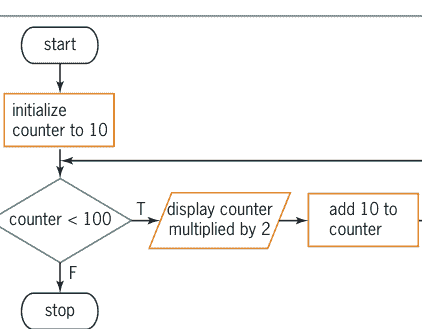 start
initialize
counter to 10
counter < 100
T
display counter
multiplied by 2
add 10 to
counter
F
stop